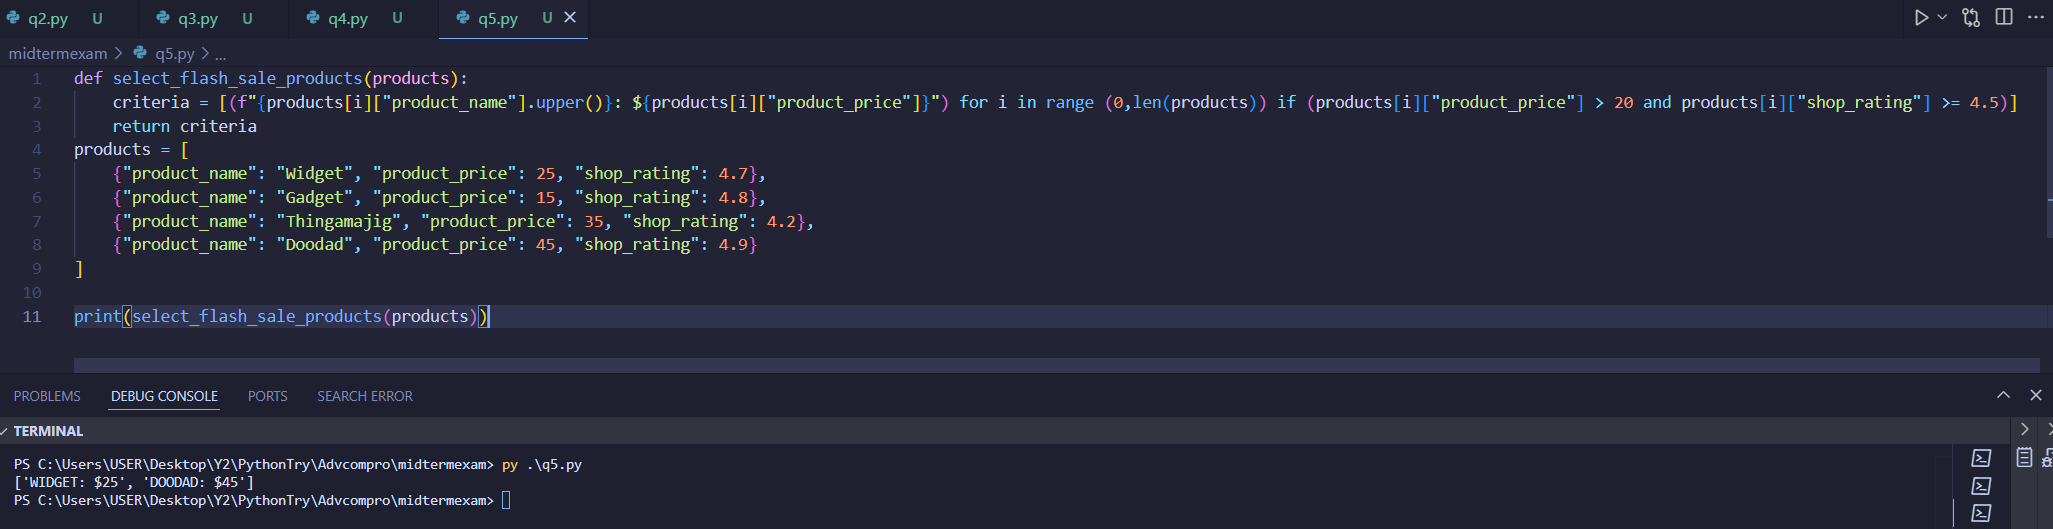 q2.py U q3.py U q4.py U q5.py U
midtermexam > q5.py > ...
1 def select_flash_sale_products(products):
2     criteria = [(f"{products[i]["product_name"].upper()}: ${products[i]["product_price"]}") for i in range (0,len(products)) if (products[i]["product_price"] > 20 and products[i]["shop_rating"] >= 4.5)]
3     return criteria
4 products = [
5     {"product_name": "Widget", "product_price": 25, "shop_rating": 4.7},
6     {"product_name": "Gadget", "product_price": 15, "shop_rating": 4.8},
7     {"product_name": "Thingamajig", "product_price": 35, "shop_rating": 4.2},
8     {"product_name": "Doodad", "product_price": 45, "shop_rating": 4.9}
9 ]
10
11 print(select_flash_sale_products(products))
PROBLEMS DEBUG CONSOLE PORTS SEARCH ERROR
TERMINAL
PS C:\Users\USER\Desktop\Y2\PythonTry\Advcompro\midtermexam> py .\q5.py
['WIDGET: $25', 'DOODAD: $45']
PS C:\Users\USER\Desktop\Y2\PythonTry\Advcompro\midtermexam>